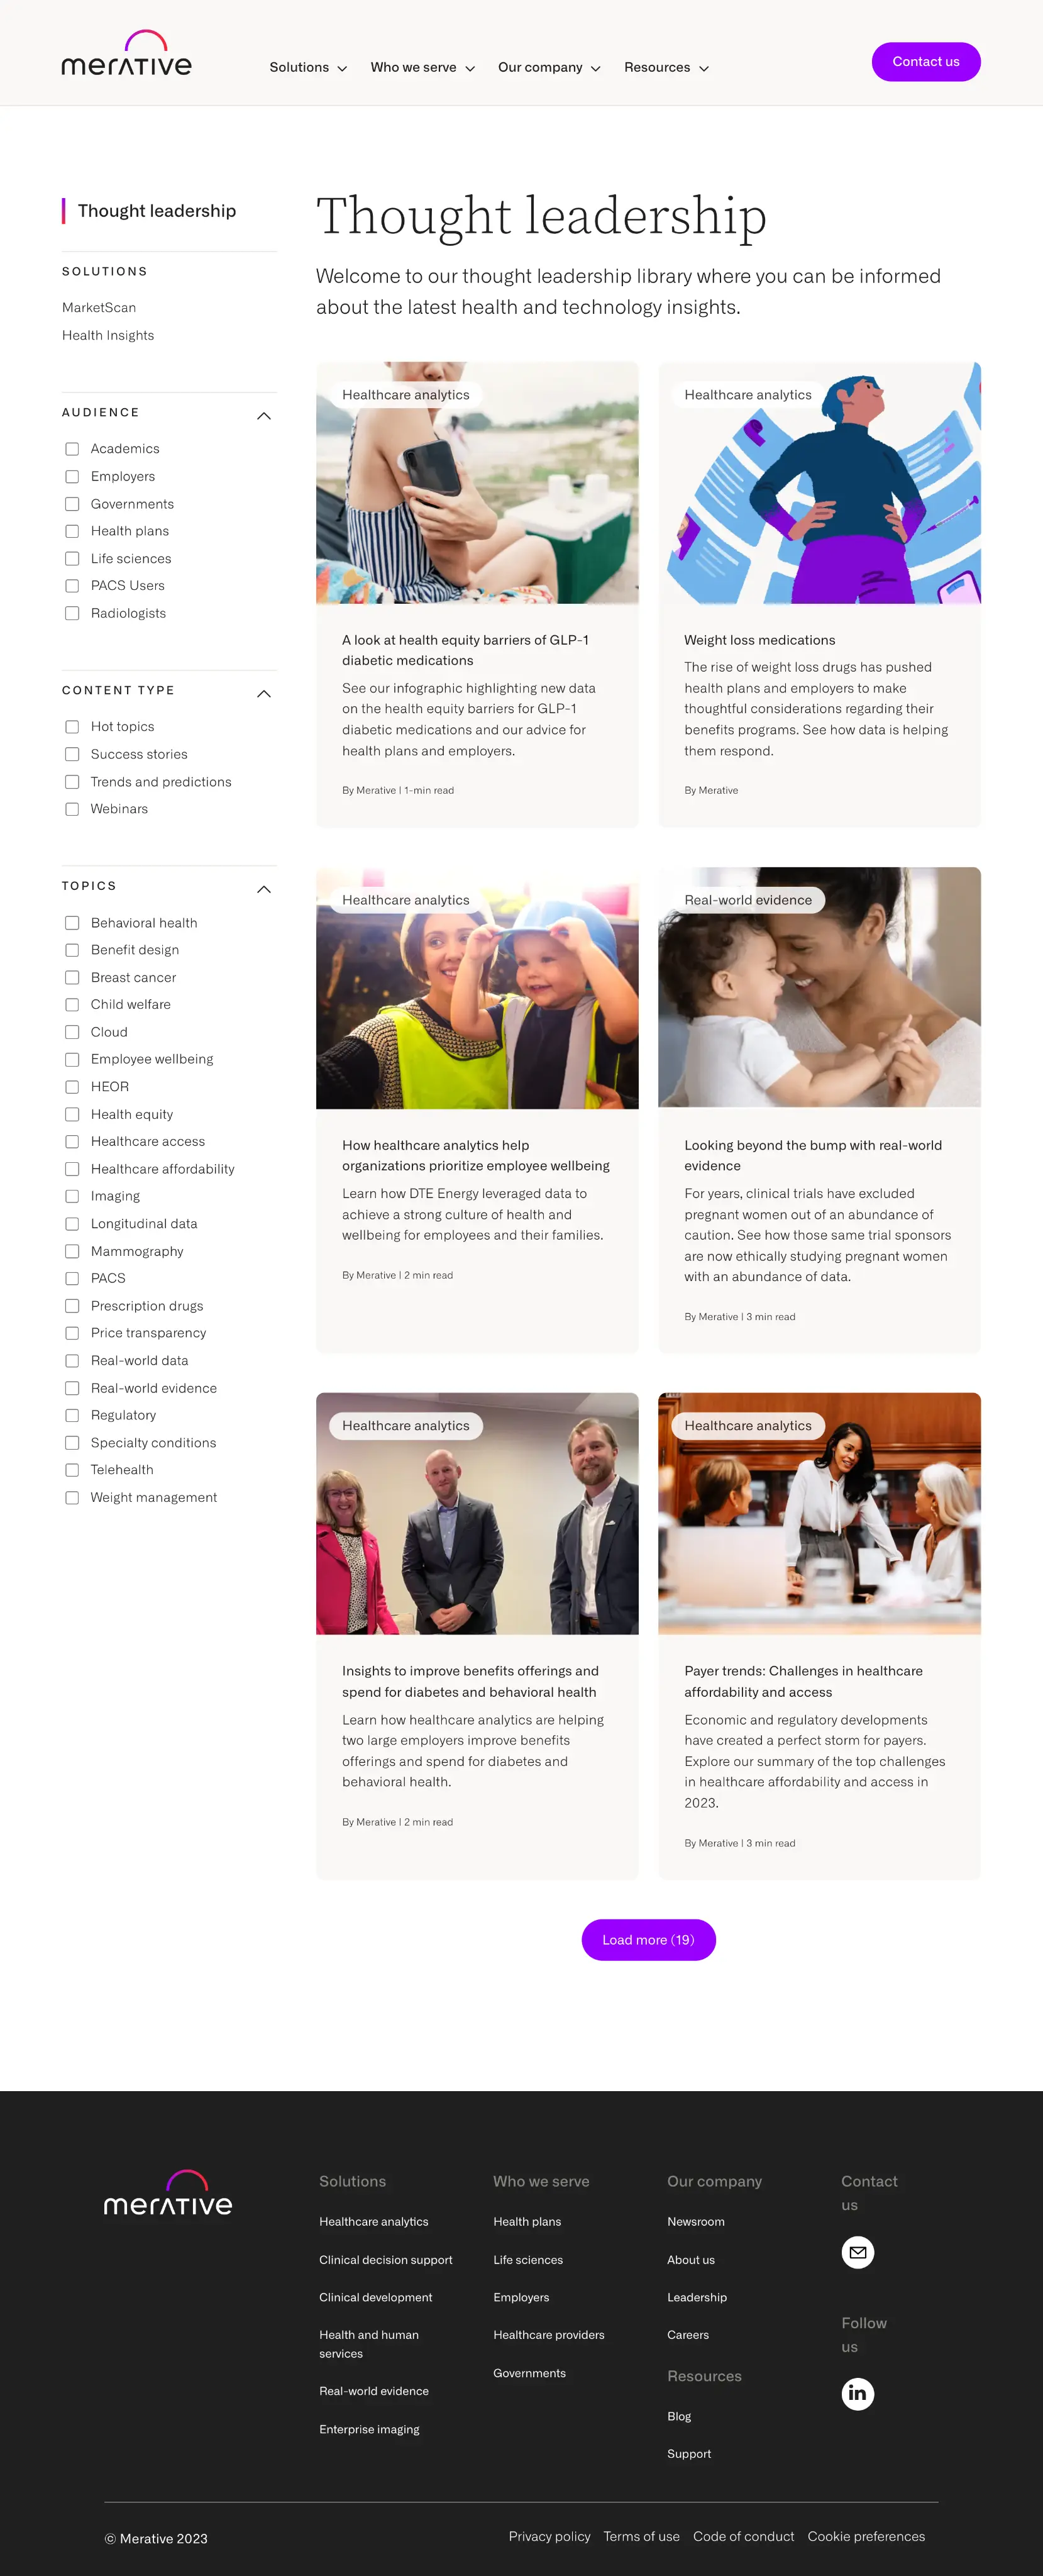 merative
Solutions
Who we serve
Our company
Resources
Contact us
Thought leadership
SOLUTIONS
MarketScan
Health Insights
AUDIENCE
Academics
Employers
Governments
Health plans
Life sciences
PACS Users
Radiologists
CONTENT TYPE
Hot topics
Success stories
Trends and predictions
Webinars
TOPICS
Behavioral health
Benefit design
Breast cancer
Child welfare
Cloud
Employee wellbeing
HEOR
Health equity
Healthcare access
Healthcare affordability
Imaging
Longitudinal data
Mammography
PACS
Prescription drugs
Price transparency
Real-world data
Real-world evidence
Regulatory
Specialty conditions
Telehealth
Weight management
Thought leadership
Welcome to our thought leadership library where you can be informed
about the latest health and technology insights.
Healthcare analytics
A look at health equity barriers of GLP-1
diabetic medications
See our infographic highlighting new data
on the health equity barriers for GLP-1
diabetic medications and our advice for
health plans and employers.
By Merative | 1-min read
Healthcare analytics
Weight loss medications
The rise of weight loss drugs has pushed
health plans and employers to make
thoughtful considerations regarding their
benefits programs. See how data is helping
them respond.
By Merative
Healthcare analytics
How healthcare analytics help
organizations prioritize employee wellbeing
Learn how DTE Energy leveraged data to
achieve a strong culture of health and
wellbeing for employees and their families.
By Merative | 2 min read
Real-world evidence
Looking beyond the bump with real-world
evidence
For years, clinical trials have excluded
pregnant women out of an abundance of
caution. See how those same trial sponsors
are now ethically studying pregnant women
with an abundance of data.
By Merative | 3 min read
Healthcare analytics
Insights to improve benefits offerings and
spend for diabetes and behavioral health
Learn how healthcare analytics are helping
two large employers improve benefits
offerings and spend for diabetes and
behavioral health.
By Merative | 2 min read
Healthcare analytics
Payer trends: Challenges in healthcare
affordability and access
Economic and regulatory developments
have created a perfect storm for payers.
Explore our summary of the top challenges
in healthcare affordability and access in
2023.
By Merative | 3 min read
Load more (19)
merative
Solutions
Healthcare analytics
Clinical decision support
Clinical development
Health and human
services
Real-world evidence
Enterprise imaging
Who we serve
Health plans
Life sciences
Employers
Healthcare providers
Governments
Our company
Newsroom
About us
Leadership
Careers
Resources
Blog
Support
Contact
us
Follow
us
in
© Merative 2023
Privacy policy
Terms of use
Code of conduct
Cookie preferences